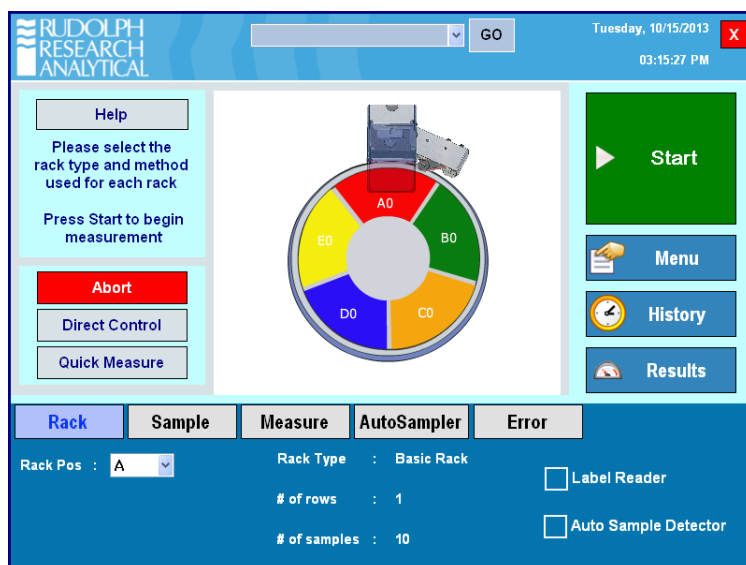 RUDOLPH
RESEARCH
ANALYTICAL
GO
Tuesday, 10/15/2013
X
03:15:27 PM
Help
Please select the
rack type and method
used for each rack
Press Start to begin
measurement
Abort
Direct Control
Quick Measure
A0
B0
C0
D0
E0
Start
Menu
History
Results
Rack
Sample
Measure
AutoSampler
Error
Rack Pos : A
Rack Type : Basic Rack
# of rows : 1
# of samples : 10
Label Reader
Auto Sample Detector